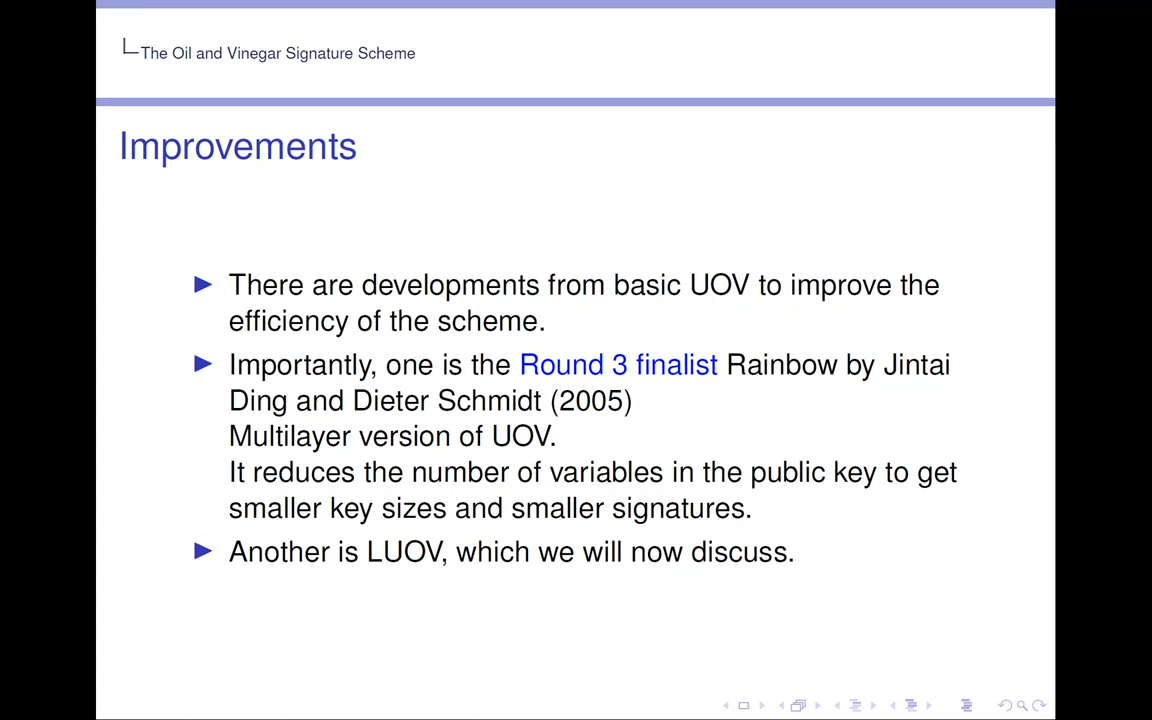 The Oil and Vinegar Signature Scheme
Improvements
There are developments from basic UOV to improve the
efficiency of the scheme.
Importantly, one is the Round 3 finalist Rainbow by Jintai
Ding and Dieter Schmidt (2005)
Multilayer version of UOV.
It reduces the number of variables in the public key to get
smaller key sizes and smaller signatures.
Another is LUOV, which we will now discuss.